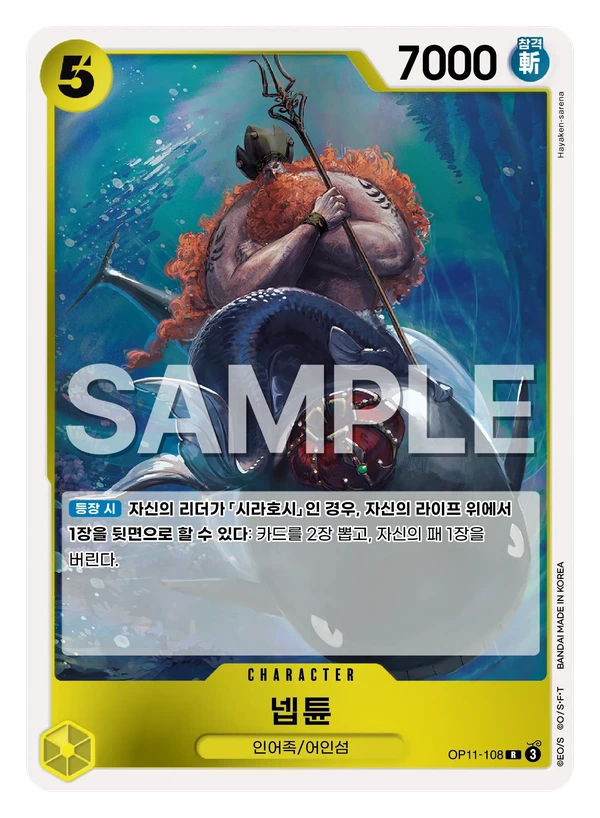 5
7000
참격
斬
Hayaken-sarena
SAMPLE
등장 시 자신의 리더가 「시라호시」인 경우, 자신의 라이프 위에서
1장을 뒷면으로 할 수 있다: 카드를 2장 뽑고, 자신의 패 1장을
버린다.
CHARACTER
넵튠
인어족/어인섬
OP11-108 R 3
©EO/S ©O/S·F·T BANDAI MADE IN KOREA